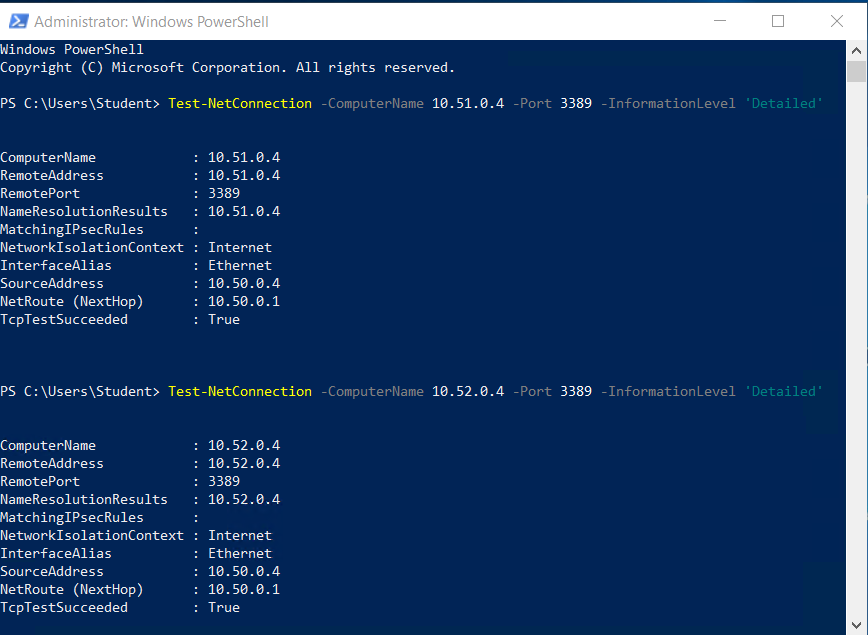 Administrator: Windows PowerShell
Windows PowerShell
Copyright (C) Microsoft Corporation. All rights reserved.
PS C:\Users\Student> Test-NetConnection -ComputerName 10.51.0.4 -Port 3389 -InformationLevel 'Detailed'
ComputerName            : 10.51.0.4
RemoteAddress           : 10.51.0.4
RemotePort              : 3389
NameResolutionResults   : 10.51.0.4
MatchingIPsecRules      :
NetworkIsolationContext : Internet
InterfaceAlias          : Ethernet
SourceAddress           : 10.50.0.4
NetRoute (NextHop)      : 10.50.0.1
TcpTestSucceeded        : True
PS C:\Users\Student> Test-NetConnection -ComputerName 10.52.0.4 -Port 3389 -InformationLevel 'Detailed'
ComputerName            : 10.52.0.4
RemoteAddress           : 10.52.0.4
RemotePort              : 3389
NameResolutionResults   : 10.52.0.4
MatchingIPsecRules      :
NetworkIsolationContext : Internet
InterfaceAlias          : Ethernet
SourceAddress           : 10.50.0.4
NetRoute (NextHop)      : 10.50.0.1
TcpTestSucceeded        : True